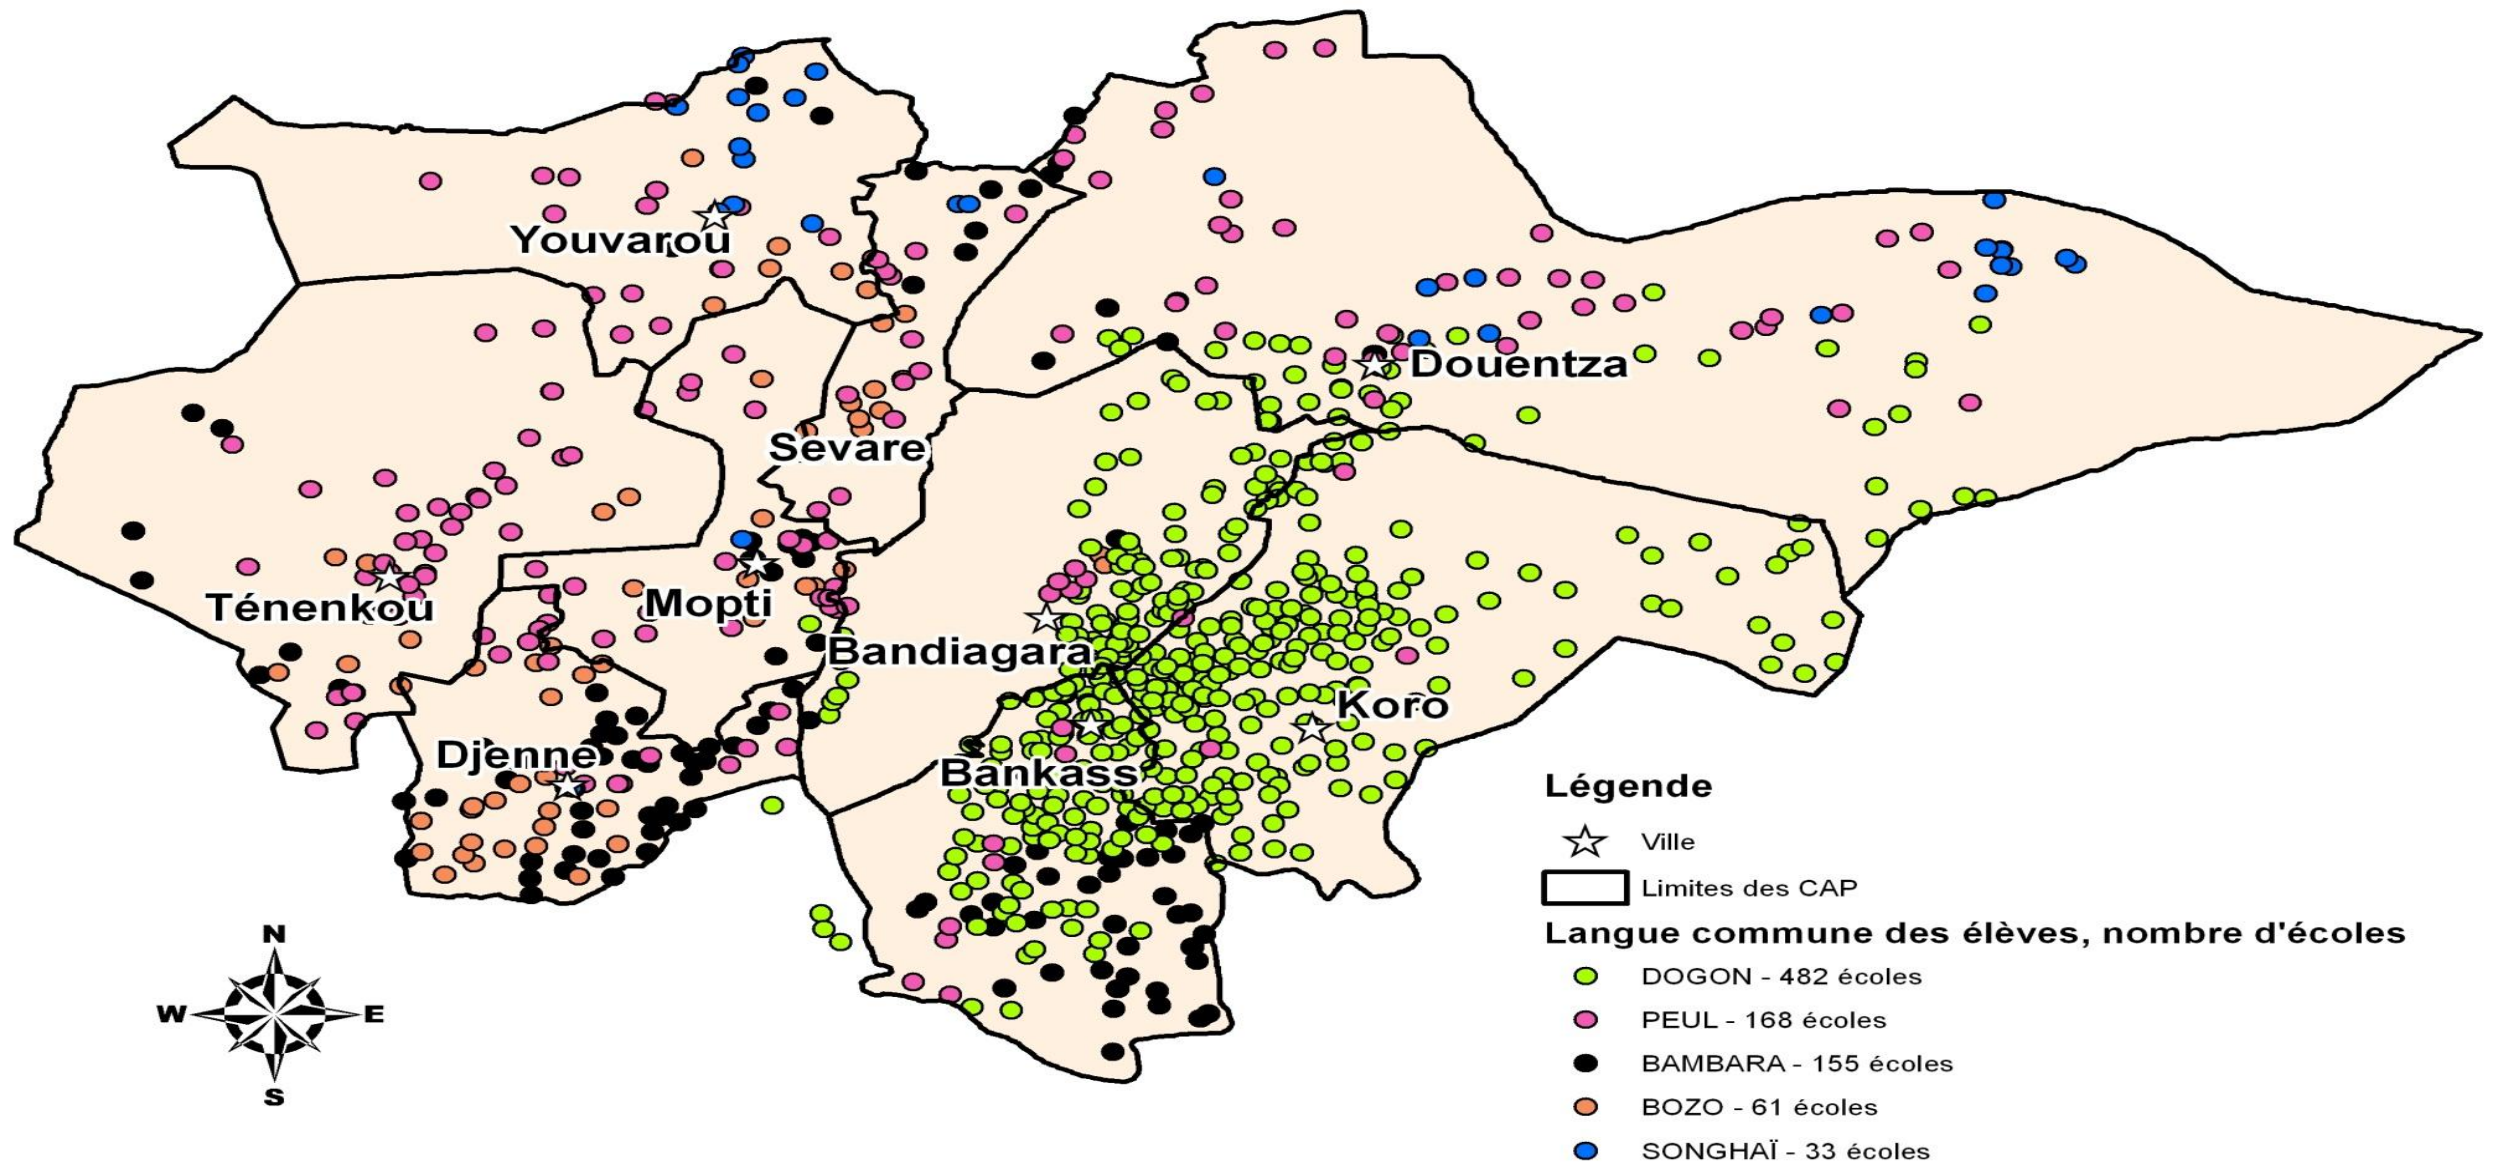 Youvarou
Douentza
Sévare
Ténenkou
Mopti
Bandiagara
Koro
Djenne
Bankass
N
W
E
S
Légende
Ville
Limites des CAP
Langue commune des élèves, nombre d'écoles
DOGON - 482 écoles
PEUL - 168 écoles
BAMBARA - 155 écoles
BOZO - 61 écoles
SONGHAÏ - 33 écoles